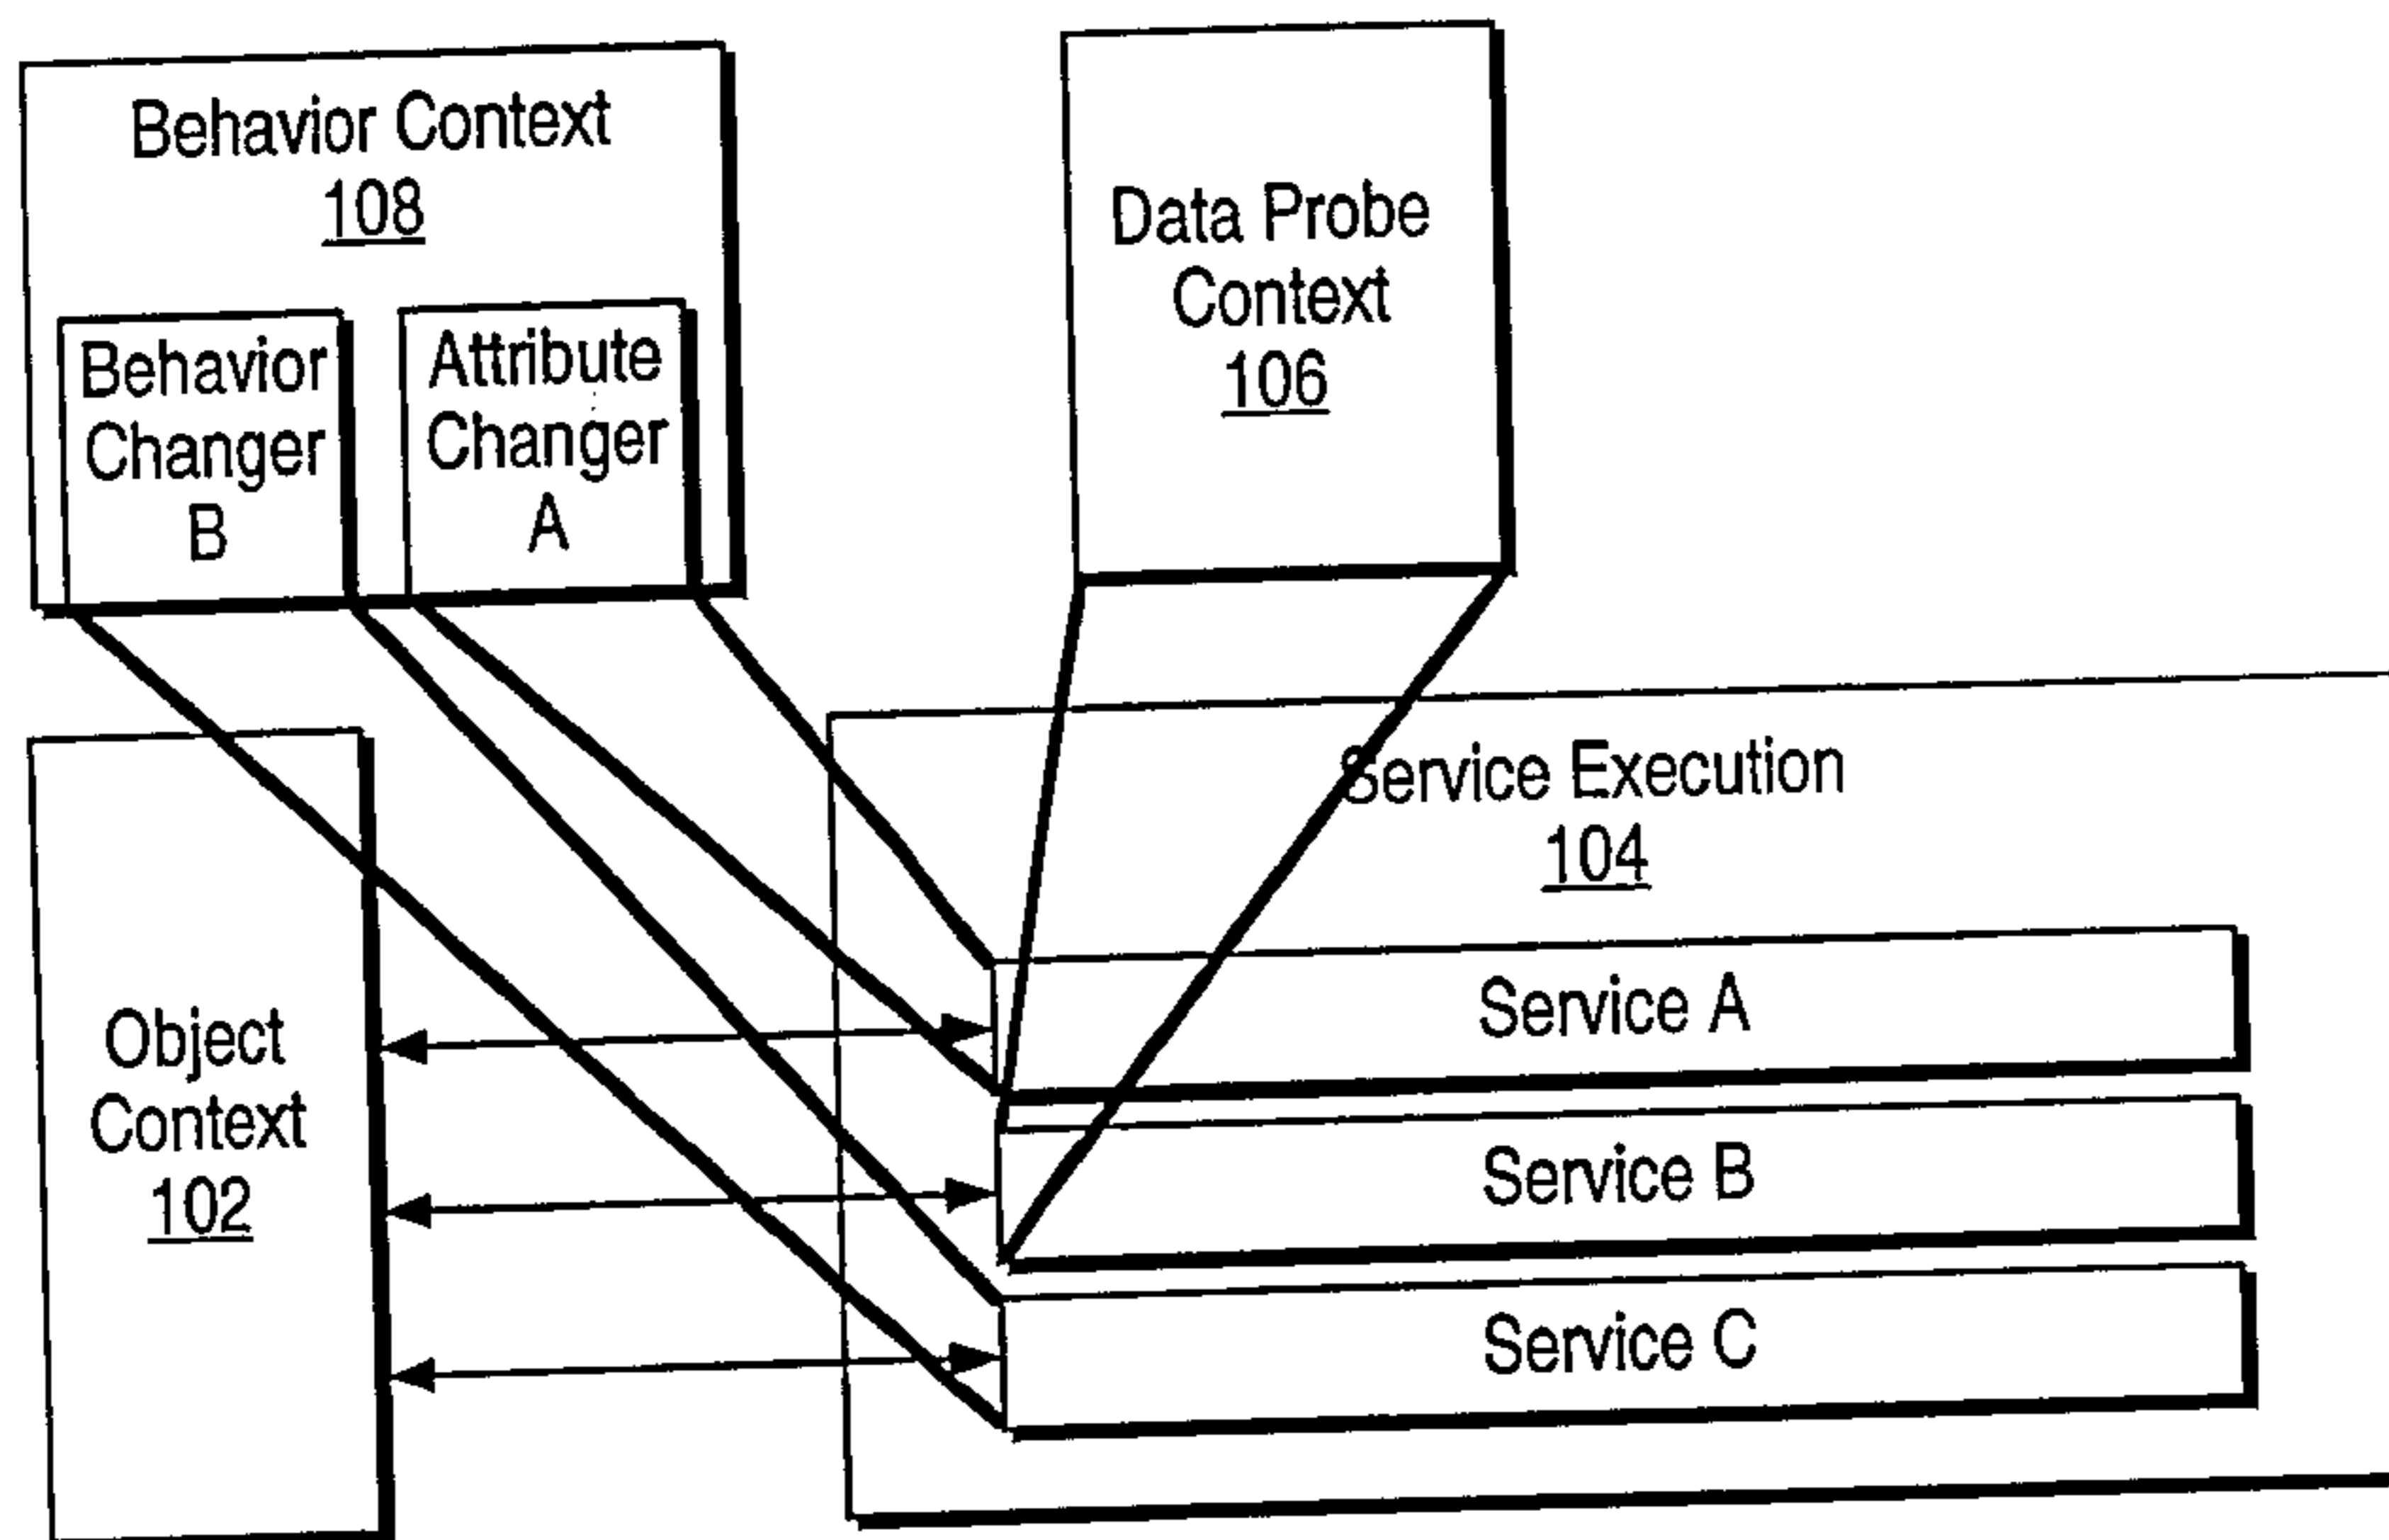 Behavior Context
108
Behavior
Changer
B
Attribute
Changer
A
Data Probe
Context
106
Service Execution
104
Service A
Service B
Service C
Object
Context
102